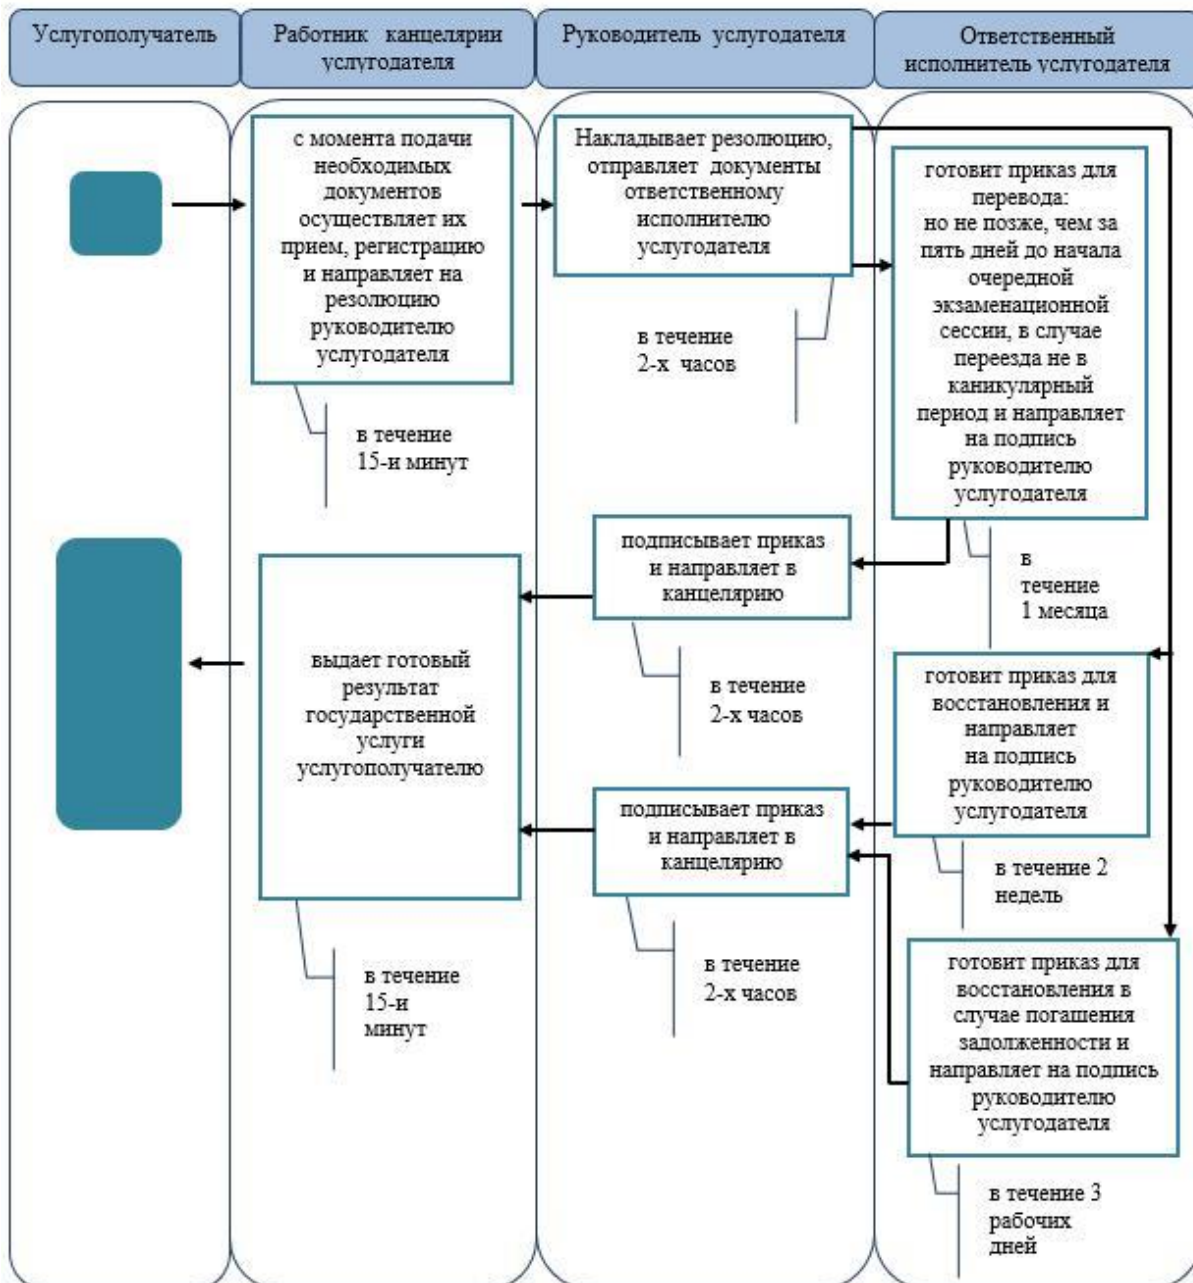 Услугополучатель
Работник канцелярии
услугодателя
Руководитель услугодателя
Ответственный
исполнитель услугодателя
с момента подачи
необходимых
документов
осуществляет их
прием, регистрацию
и направляет на
резолюцию
руководителю
услугодателя
в течение
15-и минут
Накладывает резолюцию,
отправляет документы
ответственному
исполнителю
услугодателя
в течение
2-х часов
готовит приказ для
перевода:
но не позже, чем за
пять дней до начала
очередной
экзаменационной
сессии, в случае
переезда не в
каникулярный
период и направляет
на подпись
руководителю
услугодателя
в
течение
1 месяца
подписывает приказ
и направляет в
канцелярию
в течение
2-х часов
выдает готовый
результат
государственной
услуги
услугополучателю
в течение
15-и
минут
готовит приказ для
восстановления и
направляет
на подпись
руководителю
услугодателя
в течение 2
недель
подписывает приказ
и направляет в
канцелярию
в течение
2-х часов
готовит приказ для
восстановления в
случае погашения
задолженности и
направляет на подпись
руководителю
услугодателя
в течение 3
рабочих
дней